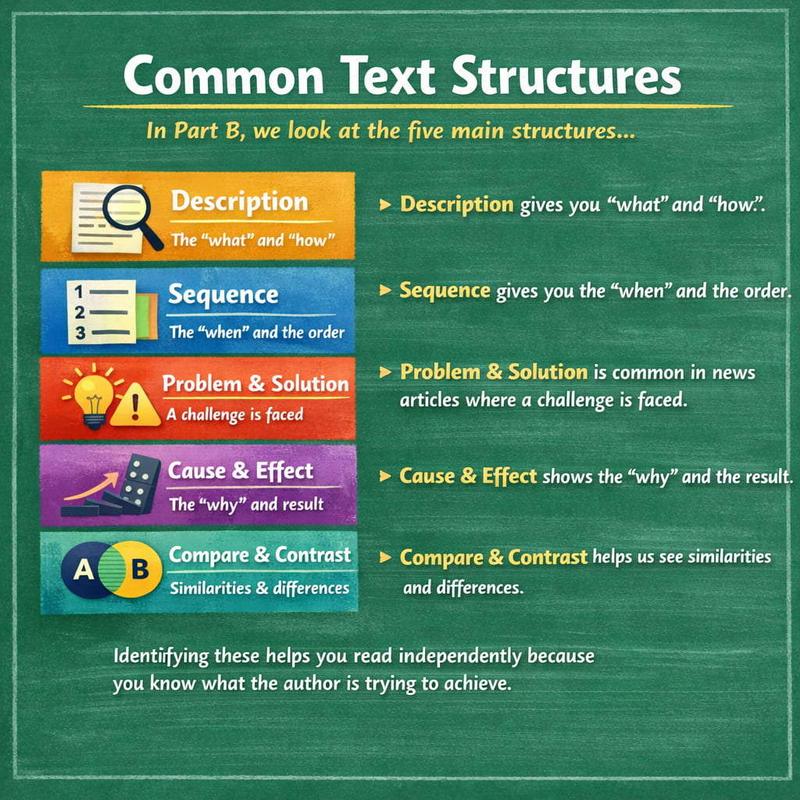 Common Text Structures
In Part B, we look at the five main structures...
Description
The “what” and “how”
▸ Description gives you “what” and “how”.
1
2
3
Sequence
The “when” and the order
▸ Sequence gives you the “when” and the order.
Problem & Solution
A challenge is faced
▸ Problem & Solution is common in news
articles where a challenge is faced.
Cause & Effect
The “why” and result
▸ Cause & Effect shows the “why” and the result.
A B
Compare & Contrast
Similarities & differences
▸ Compare & Contrast helps us see similarities
and differences.
Identifying these helps you read independently because
you know what the author is trying to achieve.